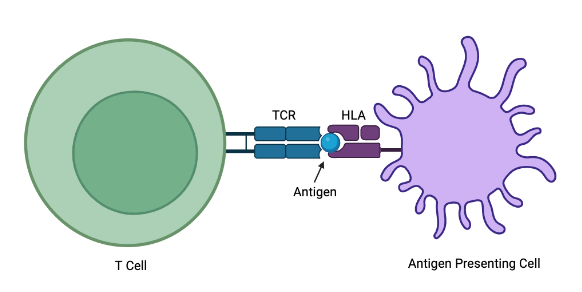 TCR
HLA
Antigen
T Cell
Antigen Presenting Cell